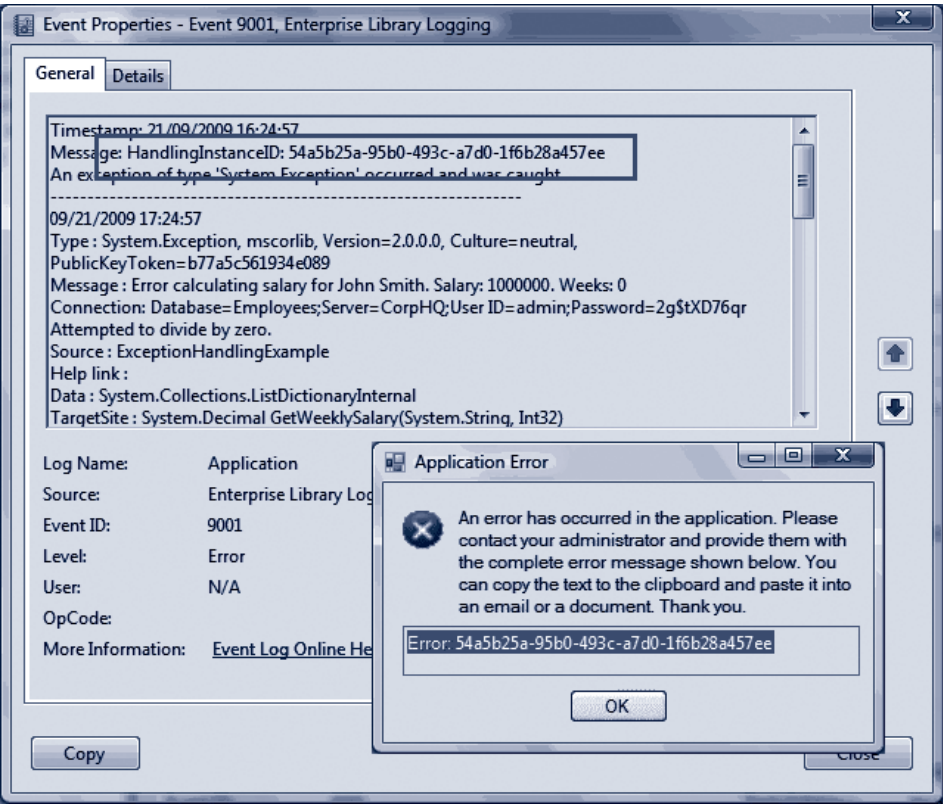 Event Properties - Event 9001, Enterprise Library Logging
General
Details
Timestamp: 21/09/2009 16:24:57
Message: HandlingInstanceID: 54a5b25a-95b0-493c-a7d0-1f6b28a457ee
An exception of type 'System.Exception' occurred and was caught
----------------------------------------------------------------
09/21/2009 17:24:57
Type : System.Exception, mscorlib, Version=2.0.0.0, Culture=neutral,
PublicKeyToken=b77a5c561934e089
Message : Error calculating salary for John Smith. Salary: 1000000. Weeks: 0
Connection: Database=Employees;Server=CorpHQ;User ID=admin;Password=2g$tXD76qr
Attempted to divide by zero.
Source : ExceptionHandlingExample
Help link :
Data : System.Collections.ListDictionaryInternal
TargetSite : System.Decimal GetWeeklySalary(System.String, Int32)
Log Name: Application
Source: Enterprise Library Log
Event ID: 9001
Level: Error
User: N/A
OpCode:
More Information: Event Log Online He
Application Error
An error has occurred in the application. Please
contact your administrator and provide them with
the complete error message shown below. You
can copy the text to the clipboard and paste it into
an email or a document. Thank you.
Error: 54a5b25a-95b0-493c-a7d0-1f6b28a457ee
OK
Copy
Close